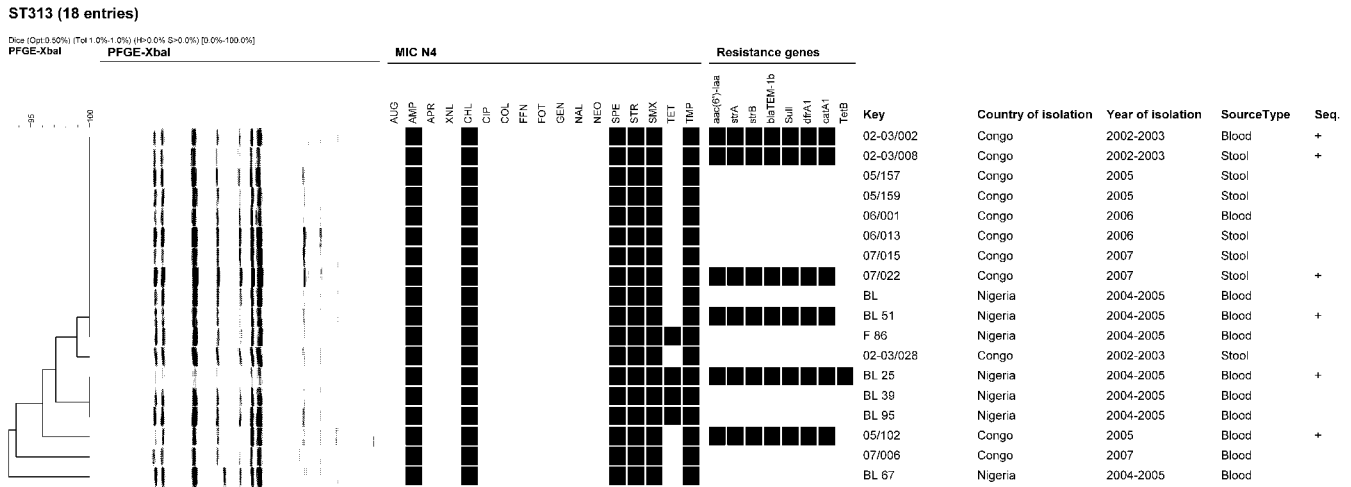 ST313 (18 entries)
Dice (Opt:0.50%) (Tol 1.0%-1.0%) (H>0.0% S>0.0%) [0.0%-100.0%]
PFGE-XbaI PFGE-XbaI MIC N4 Resistance genes
95 100 AUG AMP APR XNL CHL CIP COL FFN FOT GEN NAL NEO SPE STR SMX TET TMP aac(6')-Iaa strA strB blaTEM-1b SulI dfrA1 catA1 TetB Key Country of isolation Year of isolation SourceType Seq.
02-03/002 Congo 2002-2003 Blood +
02-03/008 Congo 2002-2003 Stool +
05/157 Congo 2005 Stool
05/159 Congo 2005 Stool
06/001 Congo 2006 Blood
06/013 Congo 2006 Stool
07/015 Congo 2007 Stool
07/022 Congo 2007 Stool +
BL Nigeria 2004-2005 Blood
BL 51 Nigeria 2004-2005 Blood +
F 86 Nigeria 2004-2005 Blood
02-03/028 Congo 2002-2003 Stool
BL 25 Nigeria 2004-2005 Blood +
BL 39 Nigeria 2004-2005 Blood
BL 95 Nigeria 2004-2005 Blood
05/102 Congo 2005 Blood +
07/006 Congo 2007 Blood
BL 67 Nigeria 2004-2005 Blood